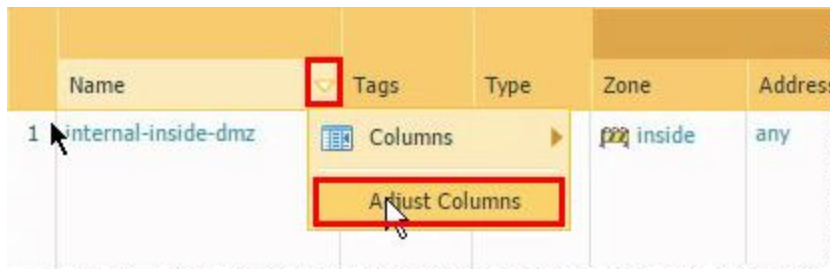 Name Tags Type Zone Address
1 internal-inside-dmz Columns inside any
Adjust Columns